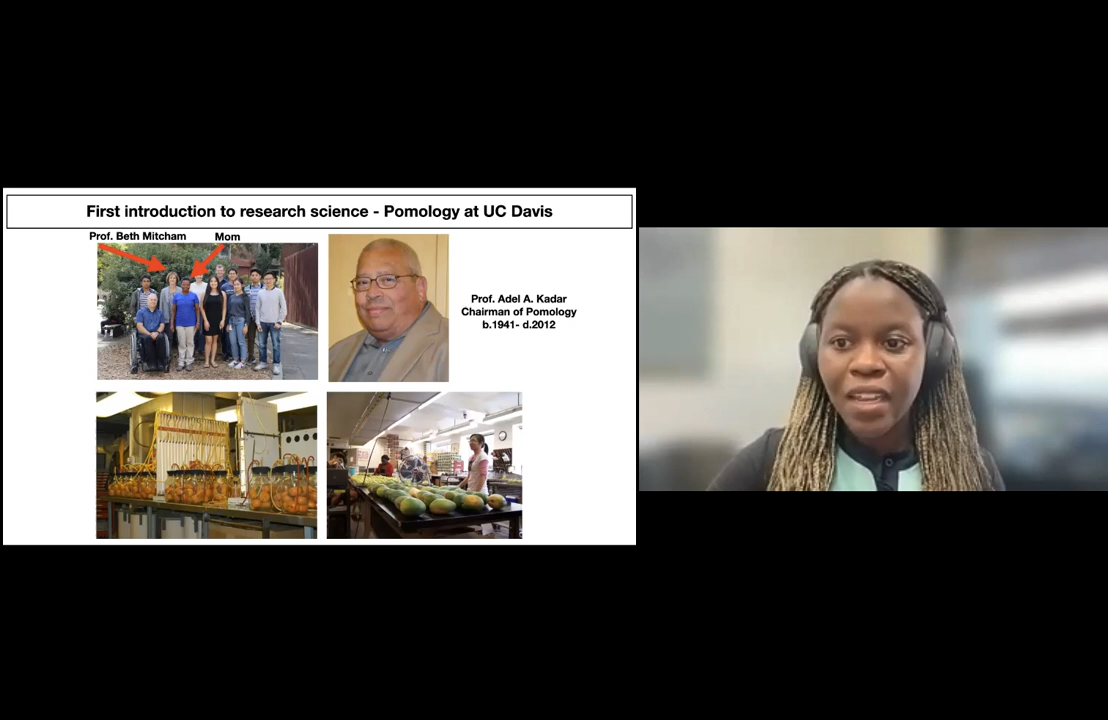 First introduction to research science - Pomology at UC Davis
Prof. Beth Mitcham
Mom
Prof. Adel A. Kadar
Chairman of Pomology
b.1941- d.2012